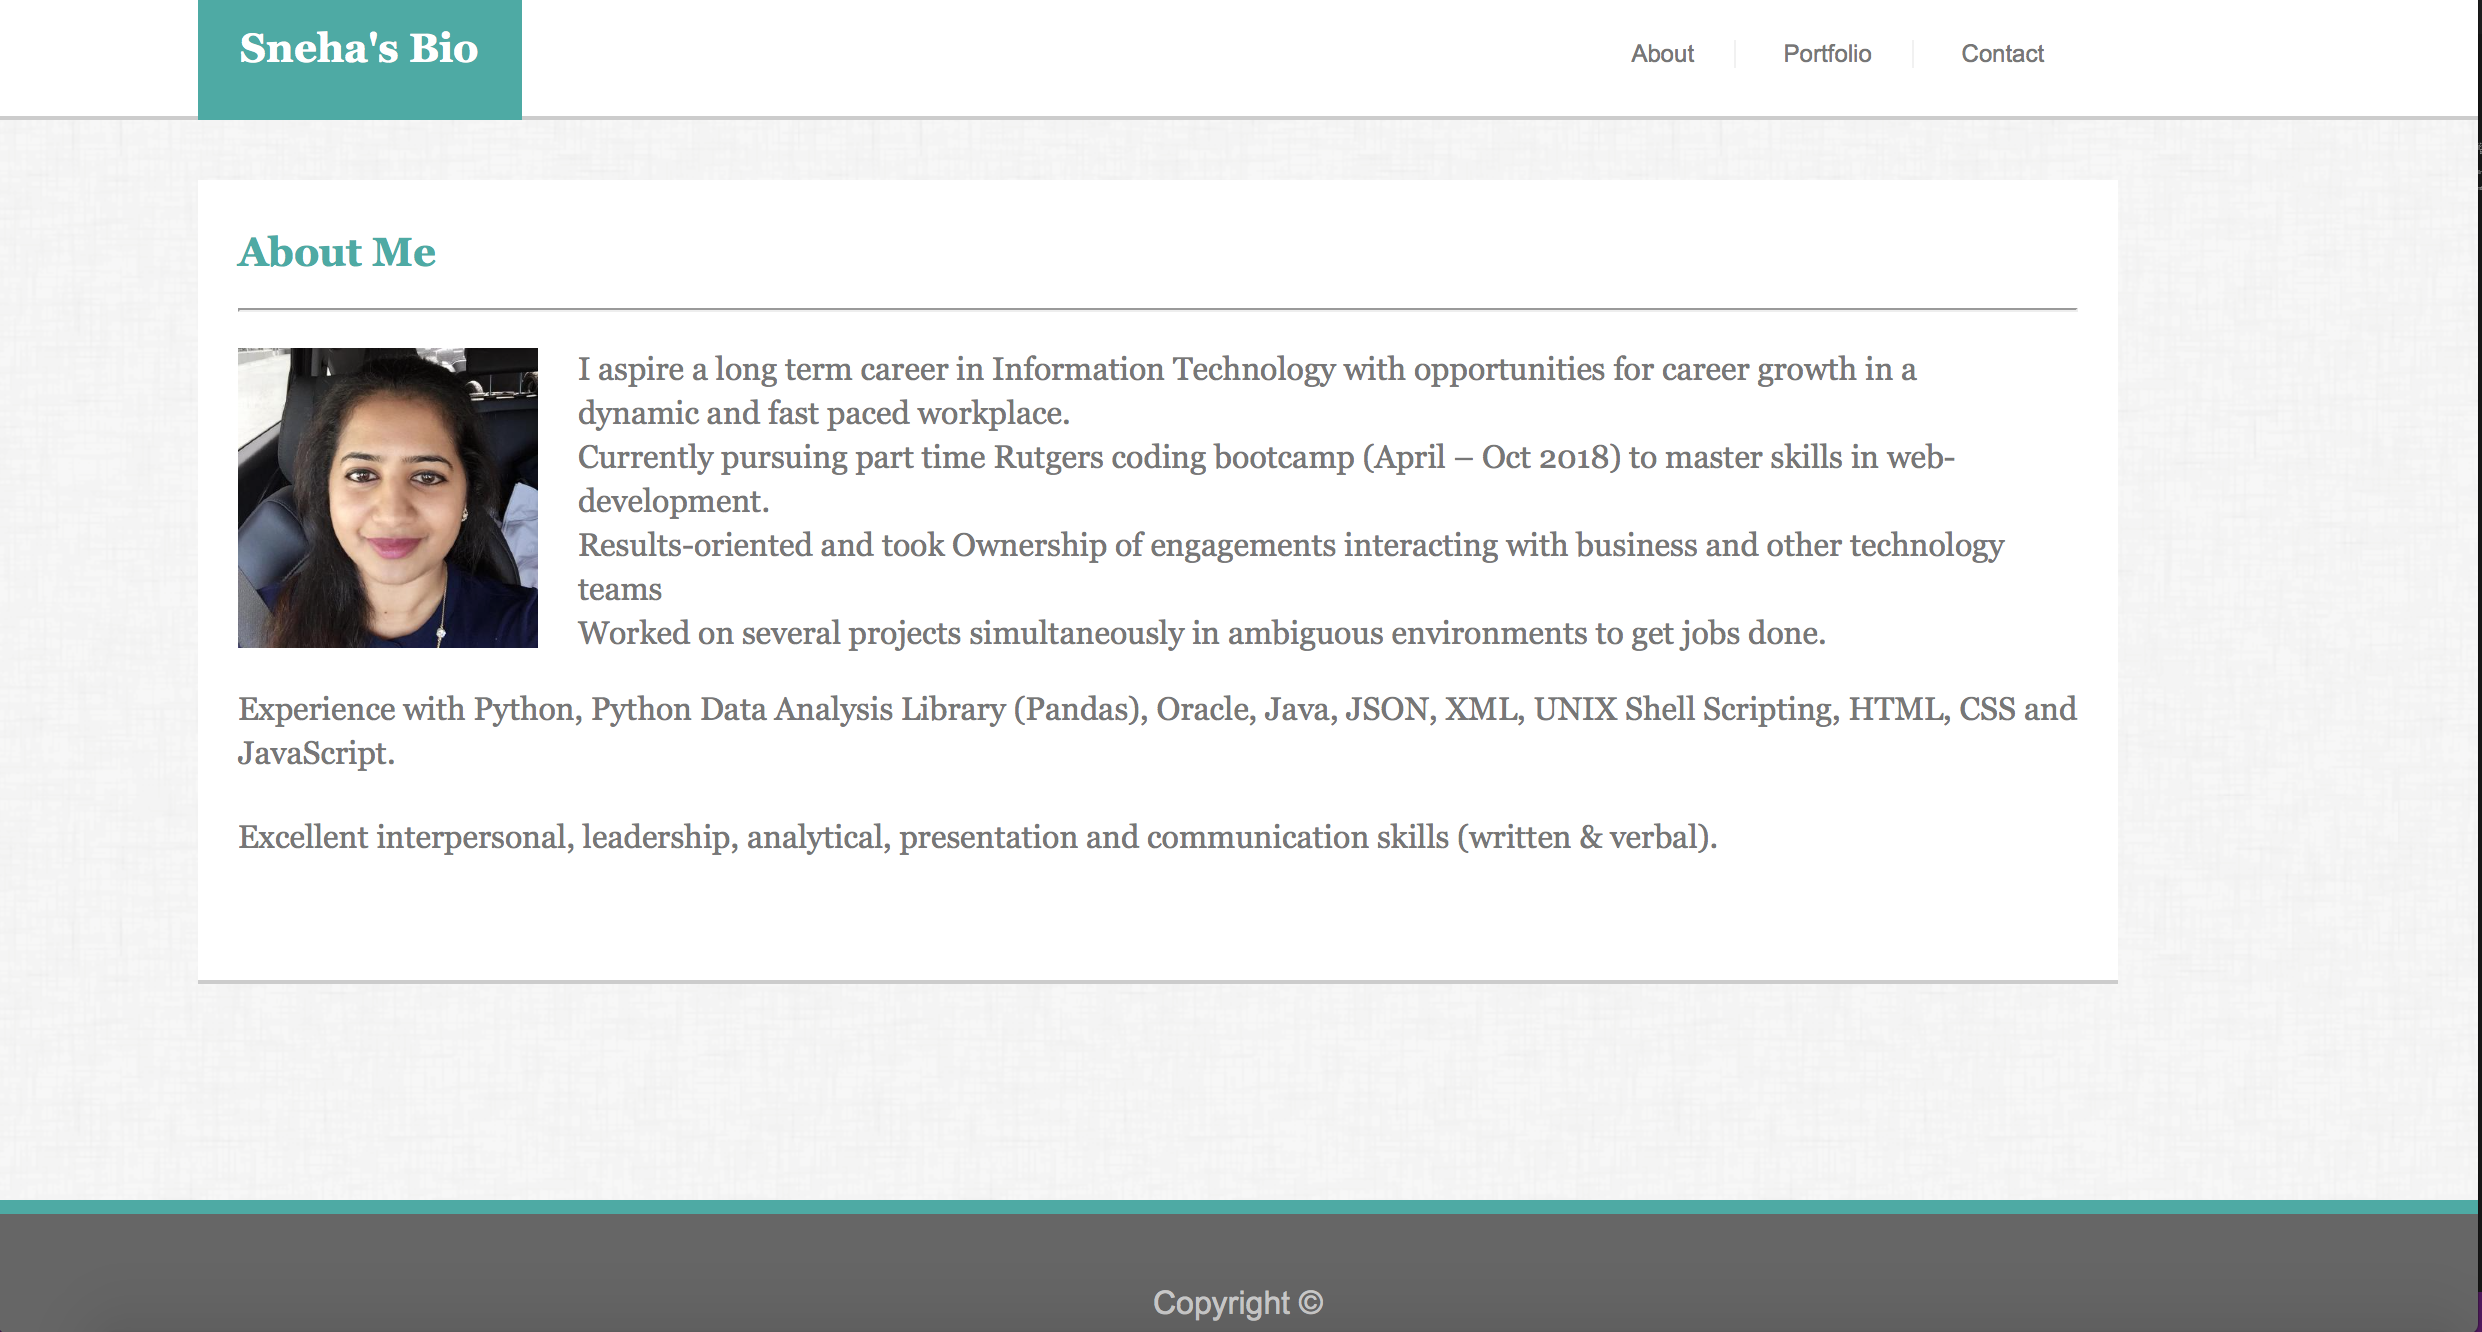 Sneha's Bio
About
Portfolio
Contact
About Me
I aspire a long term career in Information Technology with opportunities for career growth in a
dynamic and fast paced workplace.
Currently pursuing part time Rutgers coding bootcamp (April – Oct 2018) to master skills in web-
development.
Results-oriented and took Ownership of engagements interacting with business and other technology
teams
Worked on several projects simultaneously in ambiguous environments to get jobs done.
Experience with Python, Python Data Analysis Library (Pandas), Oracle, Java, JSON, XML, UNIX Shell Scripting, HTML, CSS and
JavaScript.
Excellent interpersonal, leadership, analytical, presentation and communication skills (written & verbal).
Copyright ©